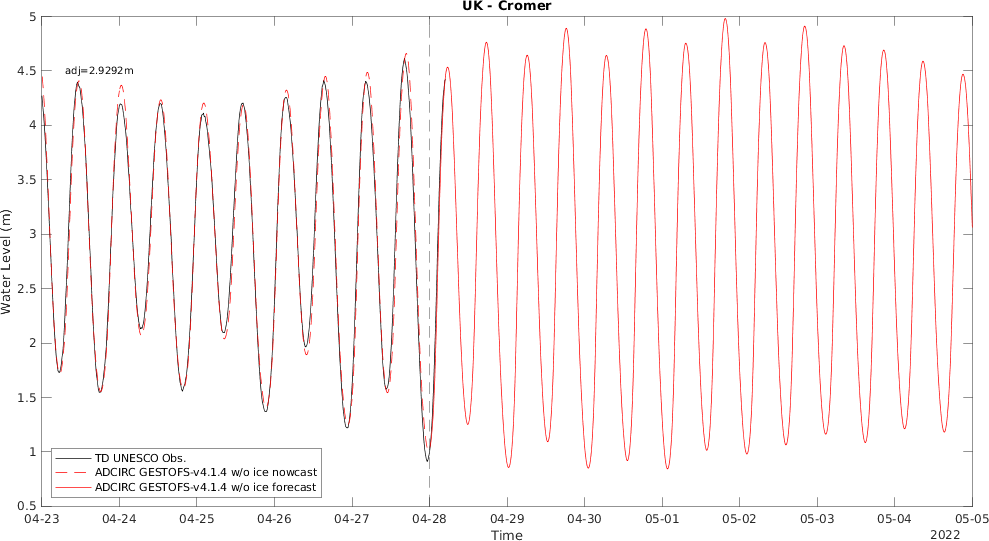 UK - Cromer
5
4.5
4
3.5
3
2.5
2
1.5
1
0.5
Water Level (m)
adj=2.9292m
TD UNESCO Obs.
ADCIRC GESTOFS-v4.1.4 w/o ice nowcast
ADCIRC GESTOFS-v4.1.4 w/o ice forecast
04-23 04-24 04-25 04-26 04-27 04-28 04-29 04-30 05-01 05-02 05-03 05-04 05-05
Time
2022